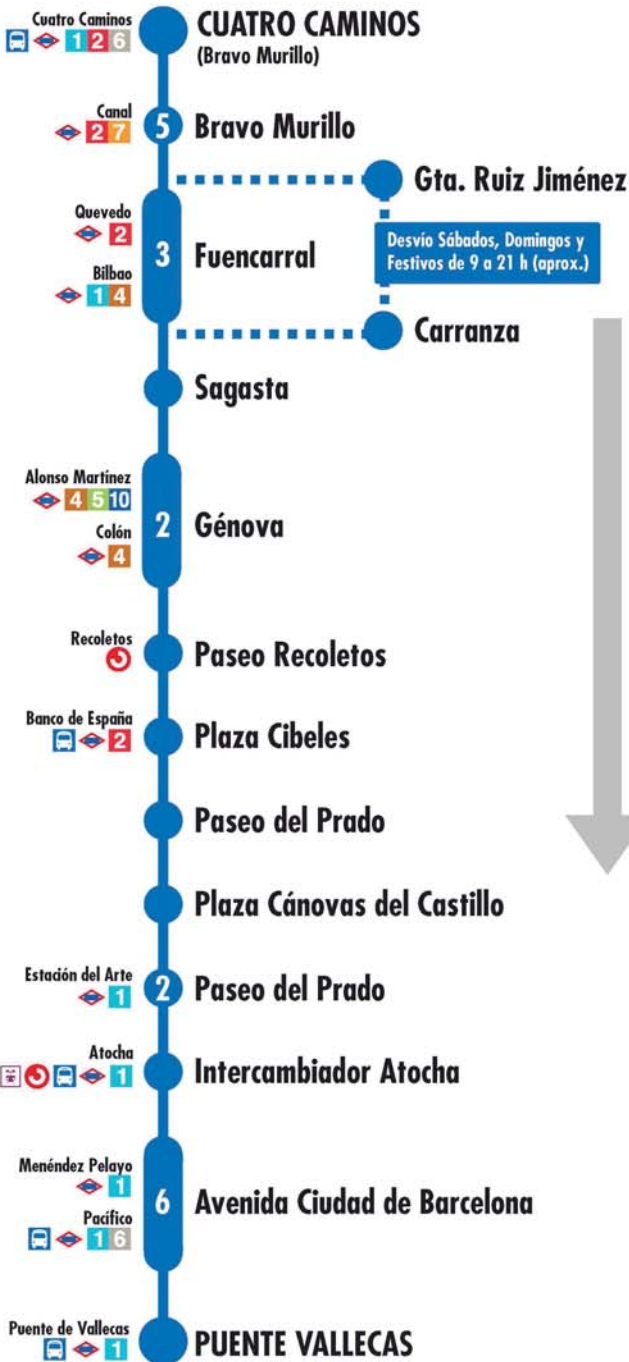 Cuatro Caminos
1 2 6
CUATRO CAMINOS
(Bravo Murillo)
Canal
2 7
5
Bravo Murillo
Gta. Ruiz Jiménez
Quevedo
2
3
Fuencarral
Desvío Sábados, Domingos y
Festivos de 9 a 21 h (aprox.)
Bilbao
1 4
Carranza
Sagasta
Alonso Martínez
4 5 10
2
Génova
Colón
4
Recoletos
Paseo Recoletos
Banco de España
2
Plaza Cibeles
Paseo del Prado
Plaza Cánovas del Castillo
Estación del Arte
1
2
Paseo del Prado
Atocha
1
Intercambiador Atocha
Menéndez Pelayo
1
6
Avenida Ciudad de Barcelona
Pacífico
1 6
Puente de Vallecas
1
PUENTE VALLECAS